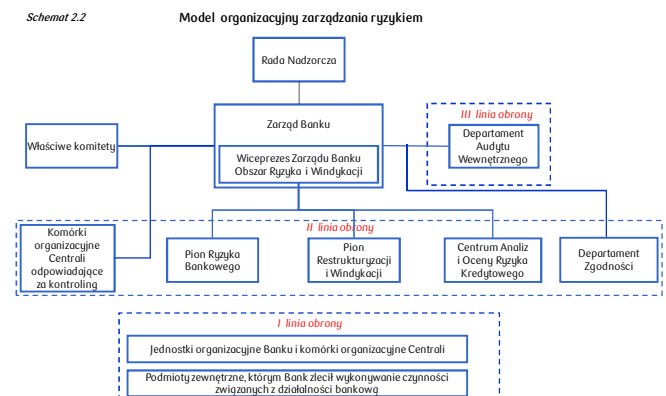 Schemat 2.2
Model organizacyjny zarządzania ryzykiem
Rada Nadzorcza
Zarząd Banku
Wiceprezes Zarządu Banku
Obszar Ryzyka i Windykacji
Właściwe komitety
III linia obrony
Departament
Audytu
Wewnętrznego
II linia obrony
Komórki
organizacyjne
Centrali
odpowiadające
za kontroling
Pion Ryzyka
Bankowego
Pion
Restrukturyzacji
i Windykacji
Centrum Analiz
i Oceny Ryzyka
Kredytowego
Departament
Zgodności
I linia obrony
Jednostki organizacyjne Banku i komórki organizacyjne Centrali
Podmioty zewnętrzne, którym Bank zlecił wykonywanie czynności
związanych z działalności bankową